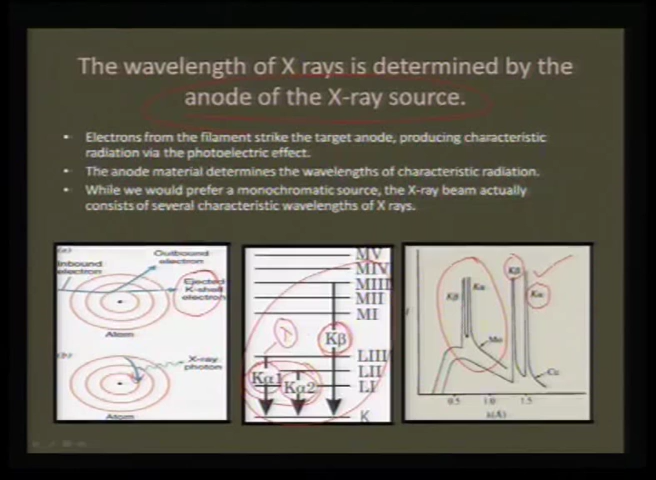 The wavelength of X rays is determined by the
anode of the X-ray source.
• Electrons from the filament strike the target anode, producing characteristic
radiation via the photoelectric effect.
• The anode material determines the wavelengths of characteristic radiation.
• While we would prefer a monochromatic source, the X-ray beam actually
consists of several characteristic wavelengths of X rays.
(a)
Outbound
electron
Inbound
electron
Ejected
K-shell
electron
Atom
(b)
X-ray
photon
Atom
MV
MIV
MIII
MII
MI
Kβ
LIII
LII
LI
Kα1
Kα2
K
Kβ
Kα
Mo
Kβ
Kα
Cu
I
0.5
1.0
1.5
λ(Å)